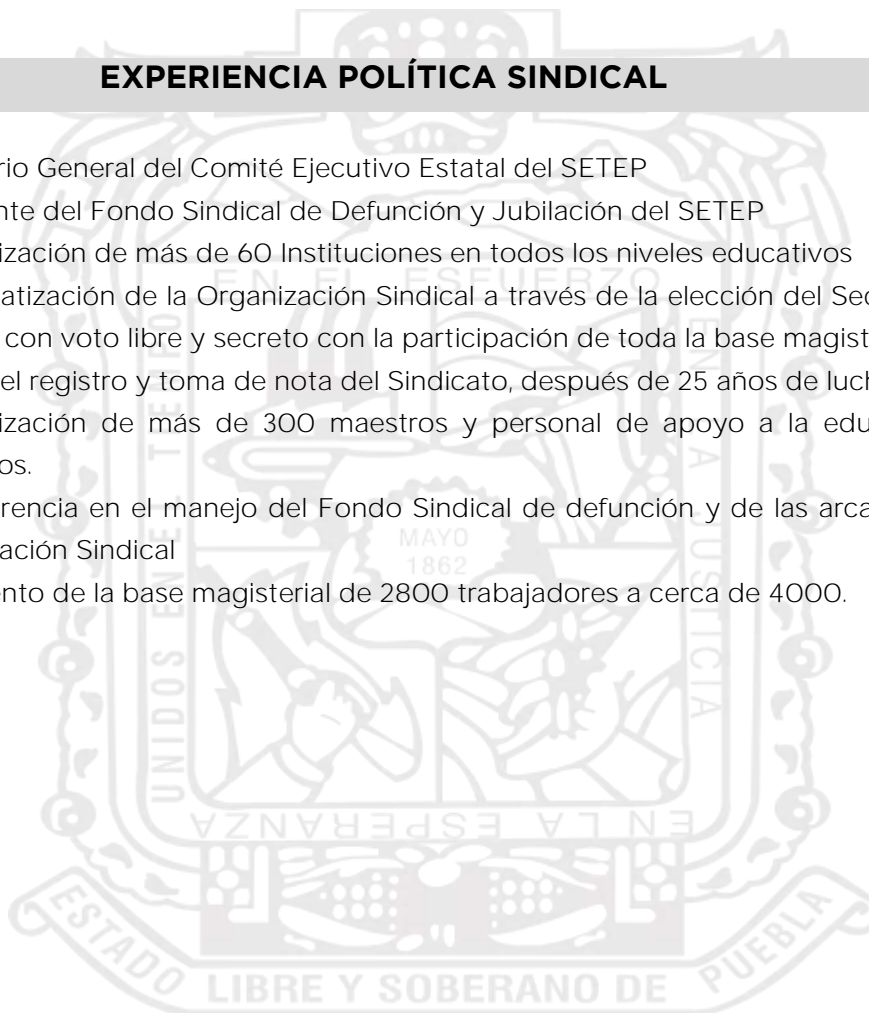 EXPERIENCIA POLÍTICA SINDICAL
rio General del Comité Ejecutivo Estatal del SETEP
nte del Fondo Sindical de Defunción y Jubilación del SETEP
ización de más de 60 Instituciones en todos los niveles educativos
atización de la Organización Sindical a través de la elección del Sec
con voto libre y secreto con la participación de toda la base magist
el registro y toma de nota del Sindicato, después de 25 años de luch
ización de más de 300 maestros y personal de apoyo a la edu
os.
rencia en el manejo del Fondo Sindical de defunción y de las arca
ación Sindical
nto de la base magisterial de 2800 trabajadores a cerca de 4000.
UNIDOS EN EL TIEMPO
EN EL ESFUERZO
EN LA JUSTICIA
EN LA ESPERANZA
MAYO
1862
ESTADO LIBRE Y SOBERANO DE PUEBLA